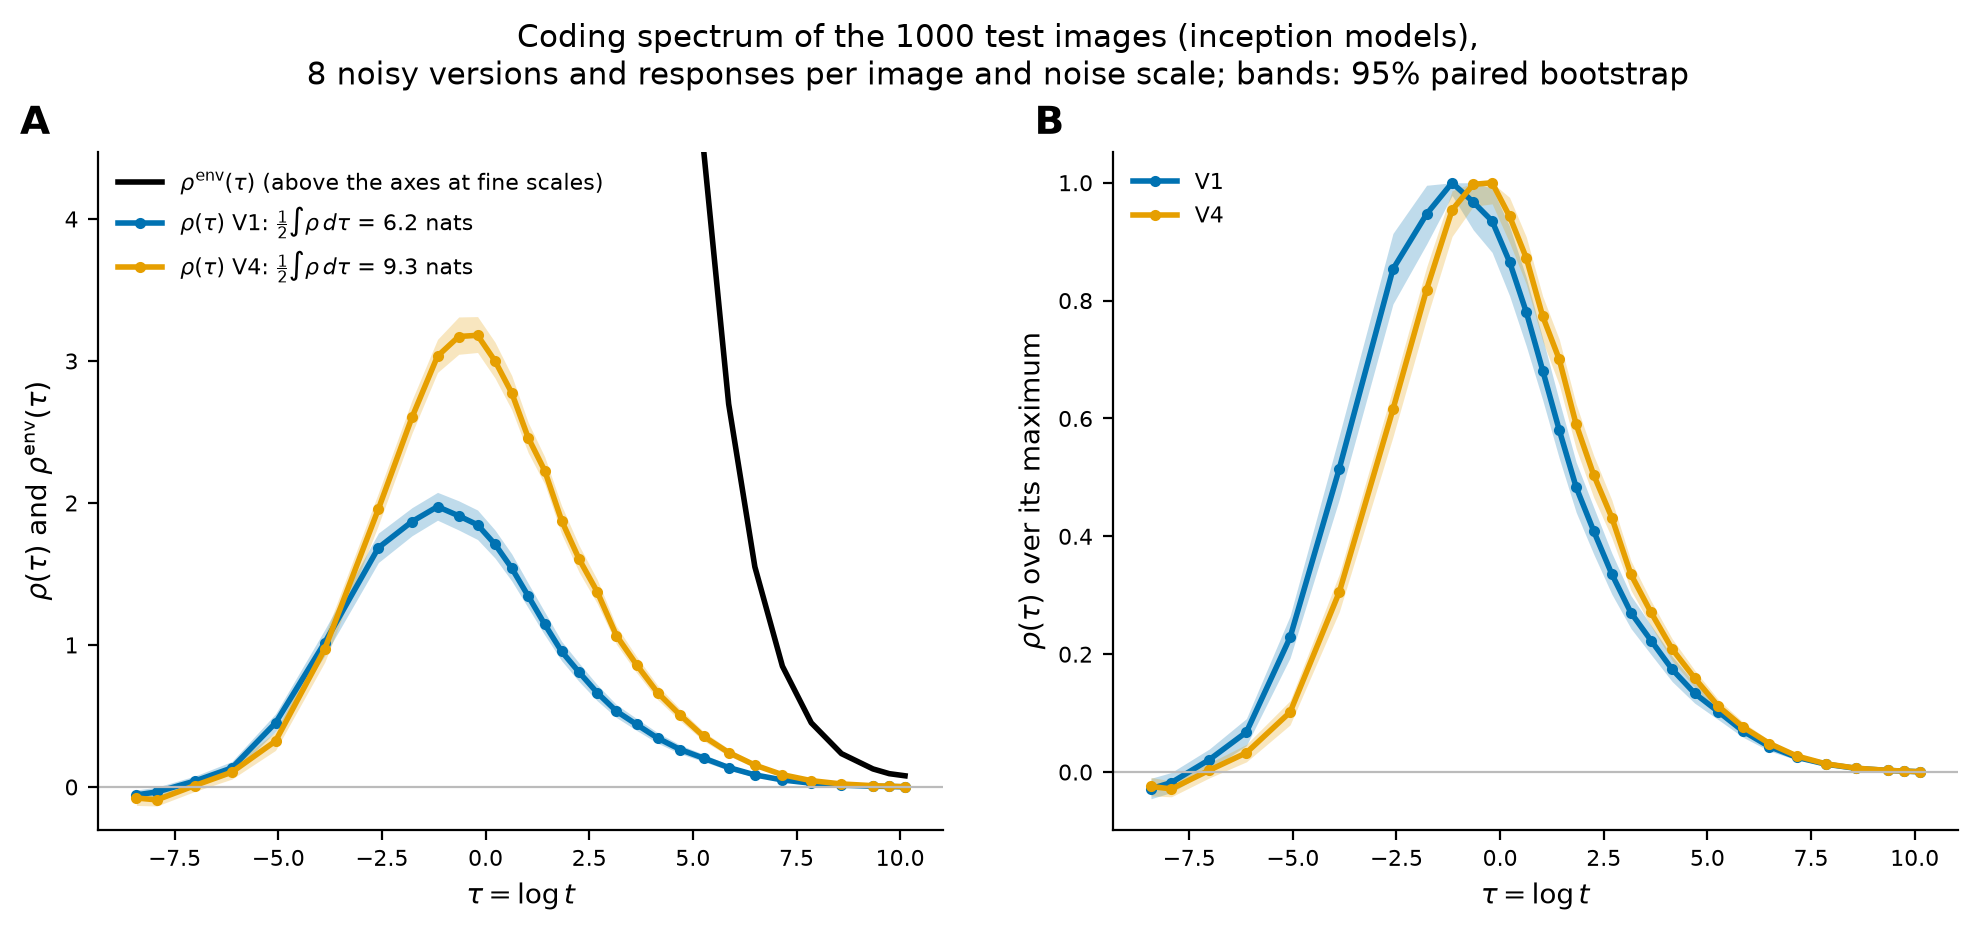 Coding spectrum of the 1000 test images (inception models),
8 noisy versions and responses per image and noise scale; bands: 95% paired bootstrap
A
ρ^env(τ) (above the axes at fine scales)
ρ(τ) V1: ½∫ρ dτ = 6.2 nats
ρ(τ) V4: ½∫ρ dτ = 9.3 nats
ρ(τ) and ρ^env(τ)
4
3
2
1
0
−7.5 −5.0 −2.5 0.0 2.5 5.0 7.5 10.0
τ = log t
B
V1
V4
ρ(τ) over its maximum
1.0
0.8
0.6
0.4
0.2
0.0
−7.5 −5.0 −2.5 0.0 2.5 5.0 7.5 10.0
τ = log t